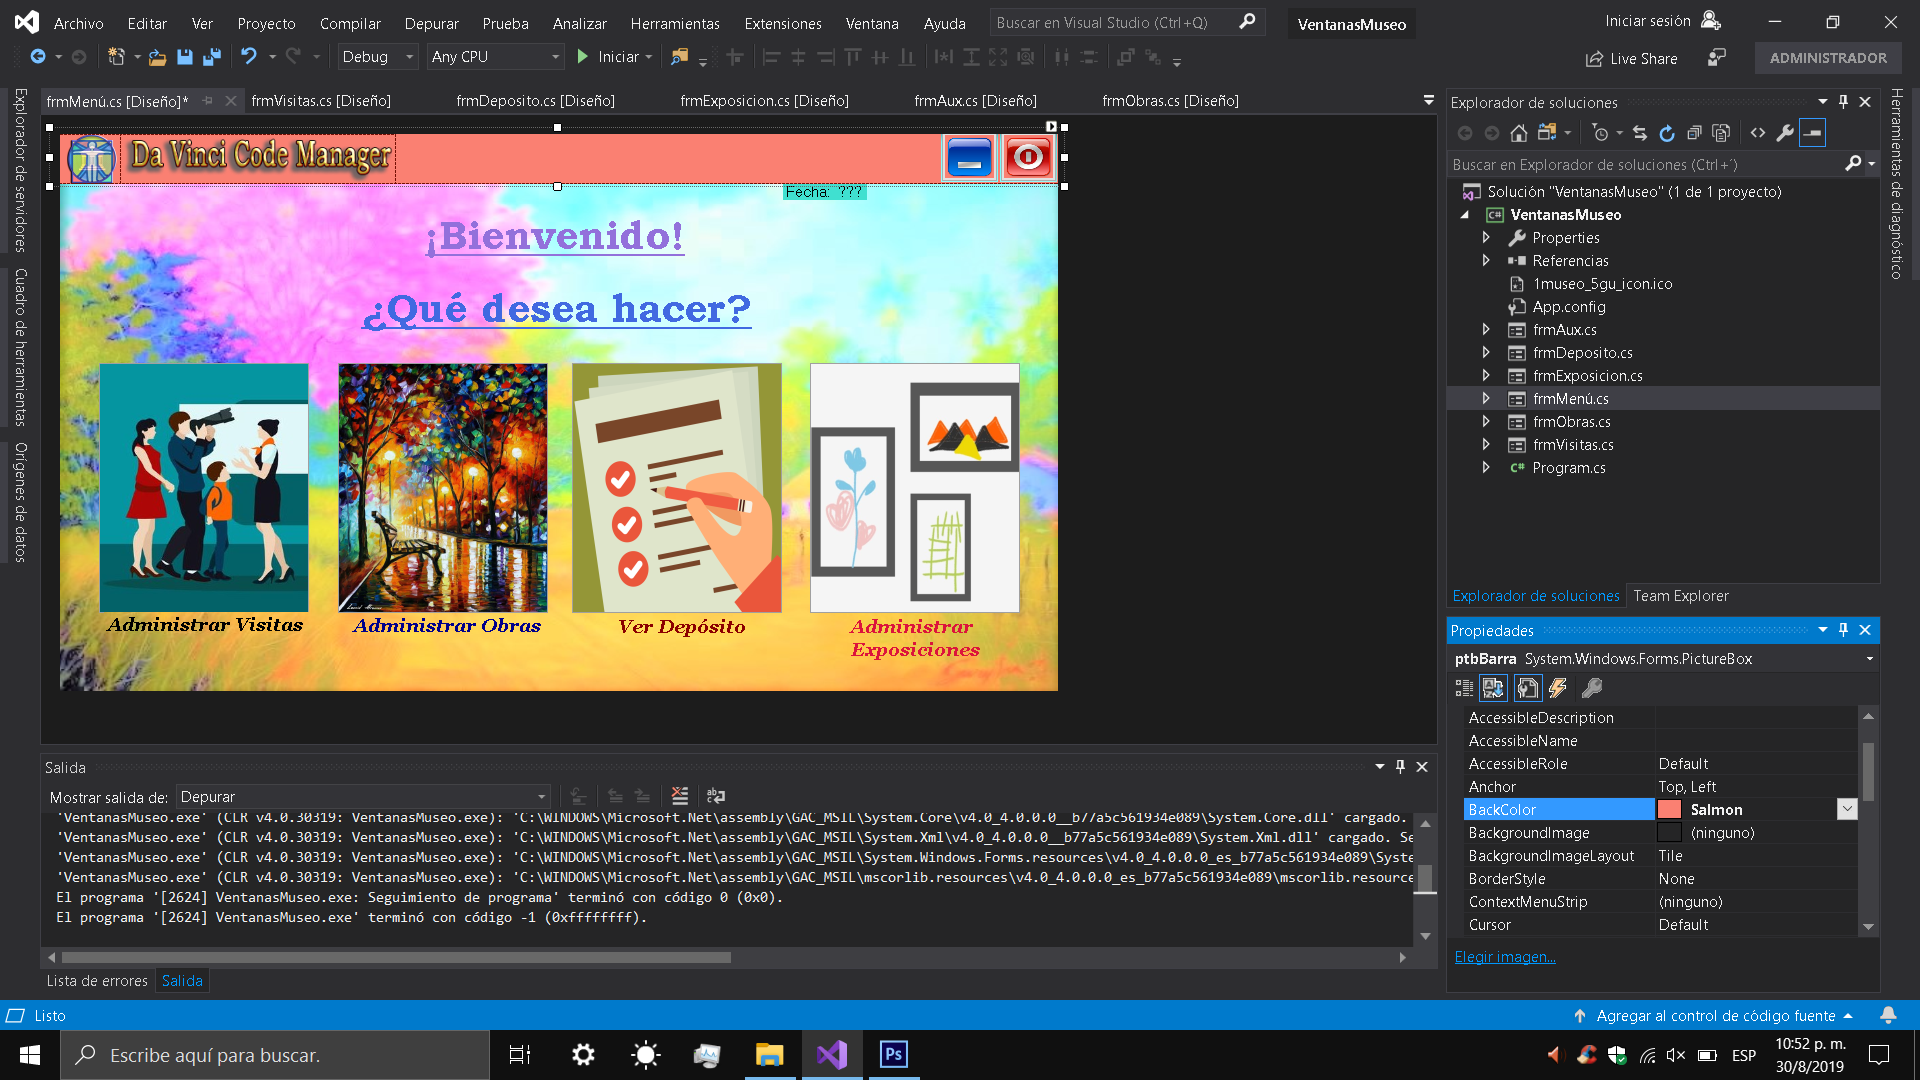 Archivo Editar Ver Proyecto Compilar Depurar Prueba Analizar Herramientas Extensiones Ventana Ayuda Buscar en Visual Studio (Ctrl+Q) VentanasMuseo Iniciar sesión
Debug Any CPU Iniciar Live Share ADMINISTRADOR
Explorador de servidores
Cuadro de herramientas
Orígenes de datos
frmMenú.cs [Diseño]* frmVisitas.cs [Diseño] frmDeposito.cs [Diseño] frmExposicion.cs [Diseño] frmAux.cs [Diseño] frmObras.cs [Diseño]
Da Vinci Code Manager
Fecha: ???
¡Bienvenido!
¿Qué desea hacer?
Administrar Visitas
Administrar Obras
Ver Depósito
Administrar
Exposiciones
Salida
Mostrar salida de: Depurar
'VentanasMuseo.exe' (CLR v4.0.30319: VentanasMuseo.exe): 'C:\WINDOWS\Microsoft.Net\assembly\GAC_MSIL\System.Core\v4.0_4.0.0.0__b77a5c561934e089\System.Core.dll' cargado.
'VentanasMuseo.exe' (CLR v4.0.30319: VentanasMuseo.exe): 'C:\WINDOWS\Microsoft.Net\assembly\GAC_MSIL\System.Xml\v4.0_4.0.0.0__b77a5c561934e089\System.Xml.dll' cargado. Se
'VentanasMuseo.exe' (CLR v4.0.30319: VentanasMuseo.exe): 'C:\WINDOWS\Microsoft.Net\assembly\GAC_MSIL\System.Windows.Forms.resources\v4.0_4.0.0.0_es_b77a5c561934e089\Syste
'VentanasMuseo.exe' (CLR v4.0.30319: VentanasMuseo.exe): 'C:\WINDOWS\Microsoft.Net\assembly\GAC_MSIL\mscorlib.resources\v4.0_4.0.0.0_es_b77a5c561934e089\mscorlib.resource
El programa '[2624] VentanasMuseo.exe: Seguimiento de programa' terminó con código 0 (0x0).
El programa '[2624] VentanasMuseo.exe' terminó con código -1 (0xffffffff).
Lista de errores Salida
Explorador de soluciones
Buscar en Explorador de soluciones (Ctrl+´)
Solución "VentanasMuseo" (1 de 1 proyecto)
C# VentanasMuseo
Properties
Referencias
1museo_5gu_icon.ico
App.config
frmAux.cs
frmDeposito.cs
frmExposicion.cs
frmMenú.cs
frmObras.cs
frmVisitas.cs
C# Program.cs
Explorador de soluciones Team Explorer
Herramientas de diagnóstico
Propiedades
ptbBarra System.Windows.Forms.PictureBox
AccessibleDescription
AccessibleName
AccessibleRole Default
Anchor Top, Left
BackColor Salmon
BackgroundImage (ninguno)
BackgroundImageLayout Tile
BorderStyle None
ContextMenuStrip (ninguno)
Cursor Default
Elegir imagen...
Listo Agregar al control de código fuente
Escribe aquí para buscar. Ps ESP 10:52 p. m.
30/8/2019